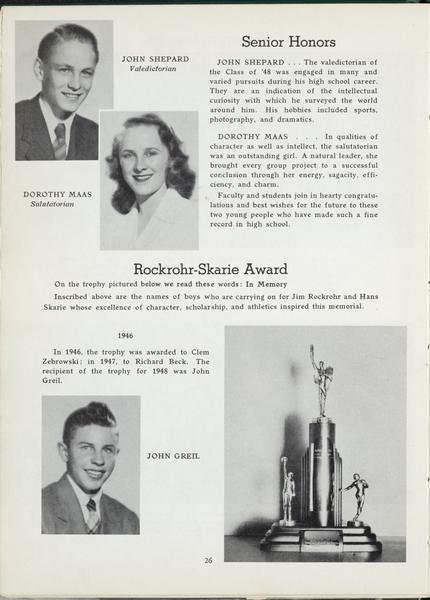 JOHN SHEPARD
Valedictorian
DOROTHY MAAS
Salutatorian
Senior Honors
JOHN SHEPARD . . . The valedictorian of
the Class of '48 was engaged in many and
varied pursuits during his high school career.
They are an indication of the intellectual
curiosity with which he surveyed the world
around him. His hobbies included sports,
photography, and dramatics.
DOROTHY MAAS . . . In qualities of
character as well as intellect, the salutatorian
was an outstanding girl. A natural leader, she
brought every group project to a successful
conclusion through her energy, sagacity, effi-
ciency, and charm.
Faculty and students join in hearty congratu-
lations and best wishes for the future to these
two young people who have made such a fine
record in high school.
Rockrohr-Skarie Award
On the trophy pictured below we read these words: In Memory
Inscribed above are the names of boys who are carrying on for Jim Rockrohr and Hans
Skarie whose excellence of character, scholarship, and athletics inspired this memorial.
1946
In 1946, the trophy was awarded to Clem
Zebrowski; in 1947, to Richard Beck. The
recipient of the trophy for 1948 was John
Greil.
JOHN GREIL
26